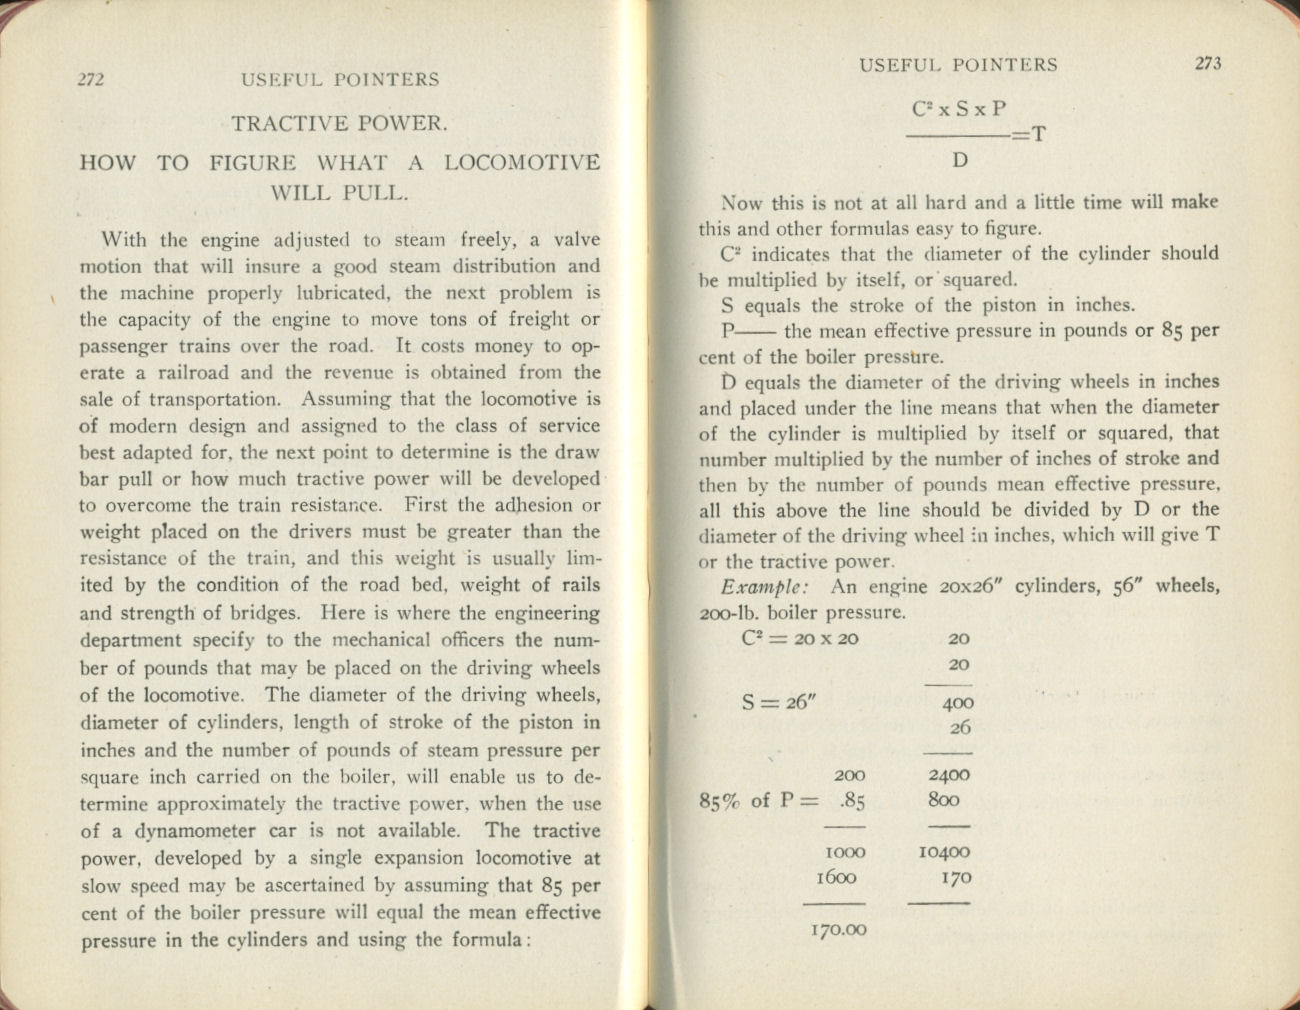 272
USEFUL POINTERS
TRACTIVE POWER.
HOW TO FIGURE WHAT A LOCOMOTIVE
WILL PULL.
With the engine adjusted to steam freely, a valve
motion that will insure a good steam distribution and
the machine properly lubricated, the next problem is
the capacity of the engine to move tons of freight or
passenger trains over the road. It costs money to op-
erate a railroad and the revenue is obtained from the
sale of transportation. Assuming that the locomotive is
of modern design and assigned to the class of service
best adapted for, the next point to determine is the draw
bar pull or how much tractive power will be developed
to overcome the train resistance. First the adhesion or
weight placed on the drivers must be greater than the
resistance of the train, and this weight is usually lim-
ited by the condition of the road bed, weight of rails
and strength of bridges. Here is where the engineering
department specify to the mechanical officers the num-
ber of pounds that may be placed on the driving wheels
of the locomotive. The diameter of the driving wheels,
diameter of cylinders, length of stroke of the piston in
inches and the number of pounds of steam pressure per
square inch carried on the boiler, will enable us to de-
termine approximately the tractive power, when the use
of a dynamometer car is not available. The tractive
power, developed by a single expansion locomotive at
slow speed may be ascertained by assuming that 85 per
cent of the boiler pressure will equal the mean effective
pressure in the cylinders and using the formula:
USEFUL POINTERS
273
C² x S x P
=T
D
Now this is not at all hard and a little time will make
this and other formulas easy to figure.
C² indicates that the diameter of the cylinder should
be multiplied by itself, or squared.
S equals the stroke of the piston in inches.
P—— the mean effective pressure in pounds or 85 per
cent of the boiler pressure.
D equals the diameter of the driving wheels in inches
and placed under the line means that when the diameter
of the cylinder is multiplied by itself or squared, that
number multiplied by the number of inches of stroke and
then by the number of pounds mean effective pressure,
all this above the line should be divided by D or the
diameter of the driving wheel in inches, which will give T
or the tractive power.
Example: An engine 20x26″ cylinders, 56″ wheels,
200-lb. boiler pressure.
C² = 20 x 20 20
20
S = 26″ 400
26
200 2400
85% of P = .85 800
1000 10400
1600 170
170.00